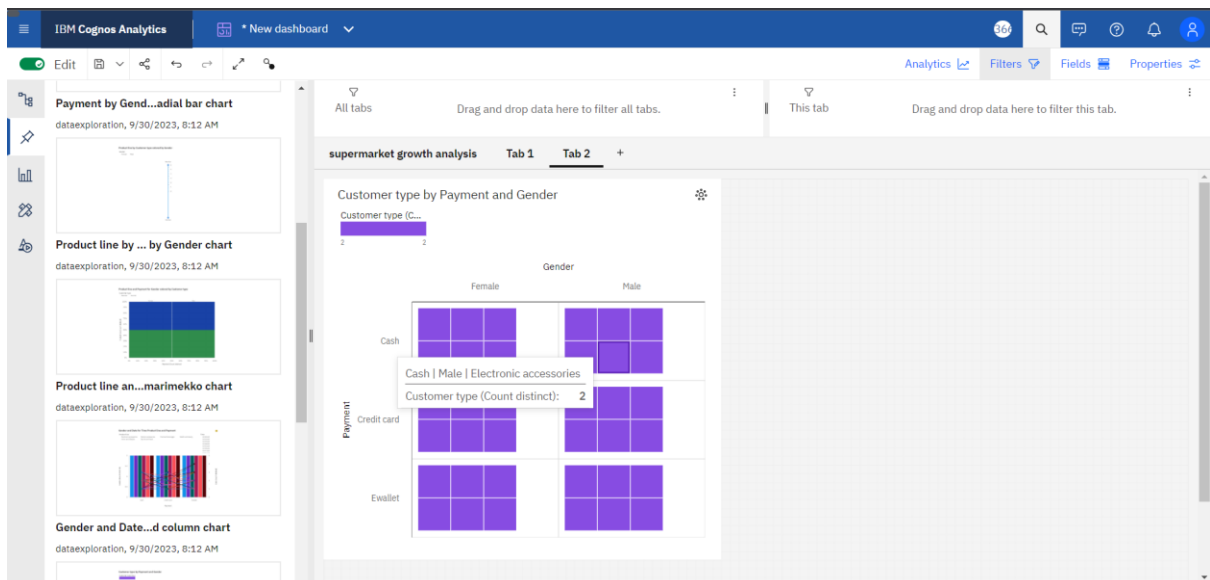 IBM Cognos Analytics
* New dashboard
Edit
Analytics
Filters
Fields
Properties
Payment by Gend...adial bar chart
dataexploration, 9/30/2023, 8:12 AM
Product line by ... by Gender chart
dataexploration, 9/30/2023, 8:12 AM
Product line an...marimekko chart
dataexploration, 9/30/2023, 8:12 AM
Gender and Date...d column chart
dataexploration, 9/30/2023, 8:12 AM
All tabs
Drag and drop data here to filter all tabs.
This tab
Drag and drop data here to filter this tab.
supermarket growth analysis Tab 1 Tab 2 +
Customer type by Payment and Gender
Customer type (C...
2 2
Gender
Female Male
Payment
Cash
Cash | Male | Electronic accessories
Customer type (Count distinct): 2
Credit card
Ewallet